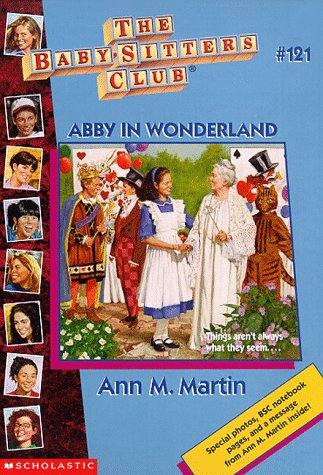 THE
BABY-SITTERS
CLUB®
#121
ABBY IN WONDERLAND
Things aren't always
what they seem. . . .
Ann M. Martin
Special photos, BSC notebook
pages, and a message
from Ann M. Martin inside!
SCHOLASTIC